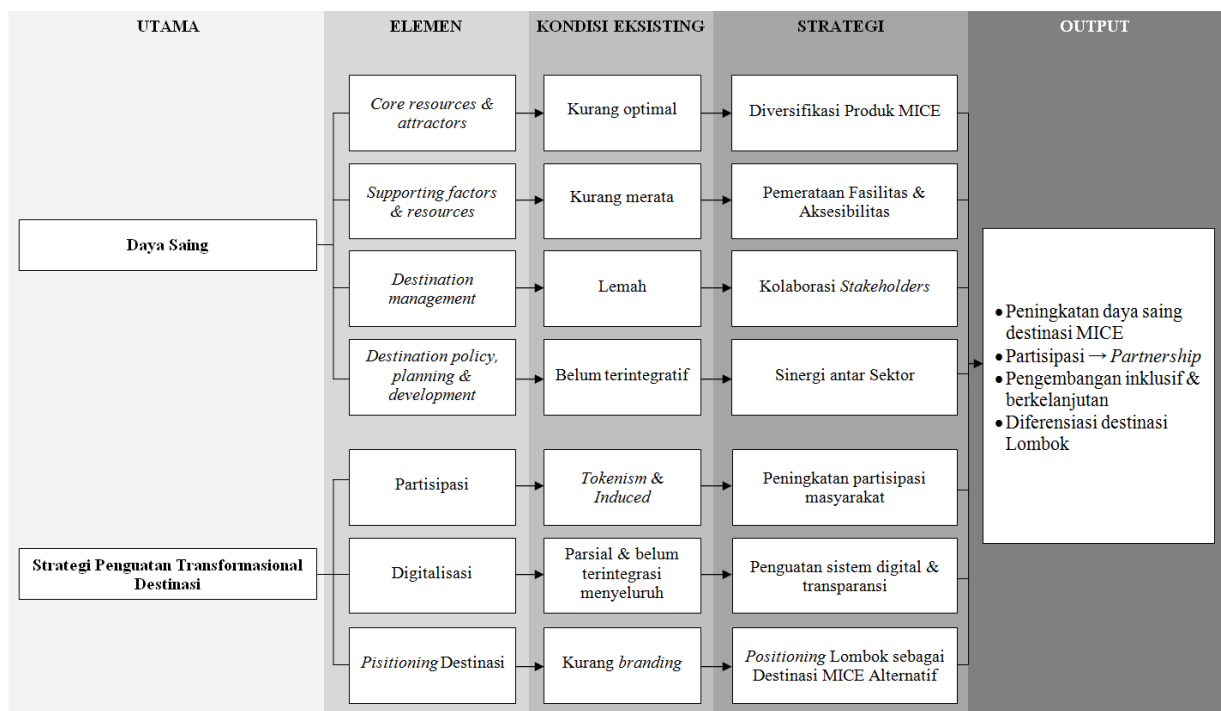 UTAMA
ELEMEN
KONDISI EKSISTING
STRATEGI
OUTPUT
Daya Saing
Core resources &
attractors
Kurang optimal
Diversifikasi Produk MICE
Supporting factors
& resources
Kurang merata
Pemerataan Fasilitas &
Aksesibilitas
Destination
management
Lemah
Kolaborasi Stakeholders
Destination policy,
planning &
development
Belum terintegratif
Sinergi antar Sektor
Strategi Penguatan Transformasional
Destinasi
Partisipasi
Tokenism &
Induced
Peningkatan partisipasi
masyarakat
Digitalisasi
Parsial & belum
terintegrasi
menyeluruh
Penguatan sistem digital &
transparansi
Pisitioning Destinasi
Kurang branding
Positioning Lombok sebagai
Destinasi MICE Alternatif
• Peningkatan daya saing
destinasi MICE
• Partisipasi → Partnership
• Pengembangan inklusif &
berkelanjutan
• Diferensiasi destinasi
Lombok